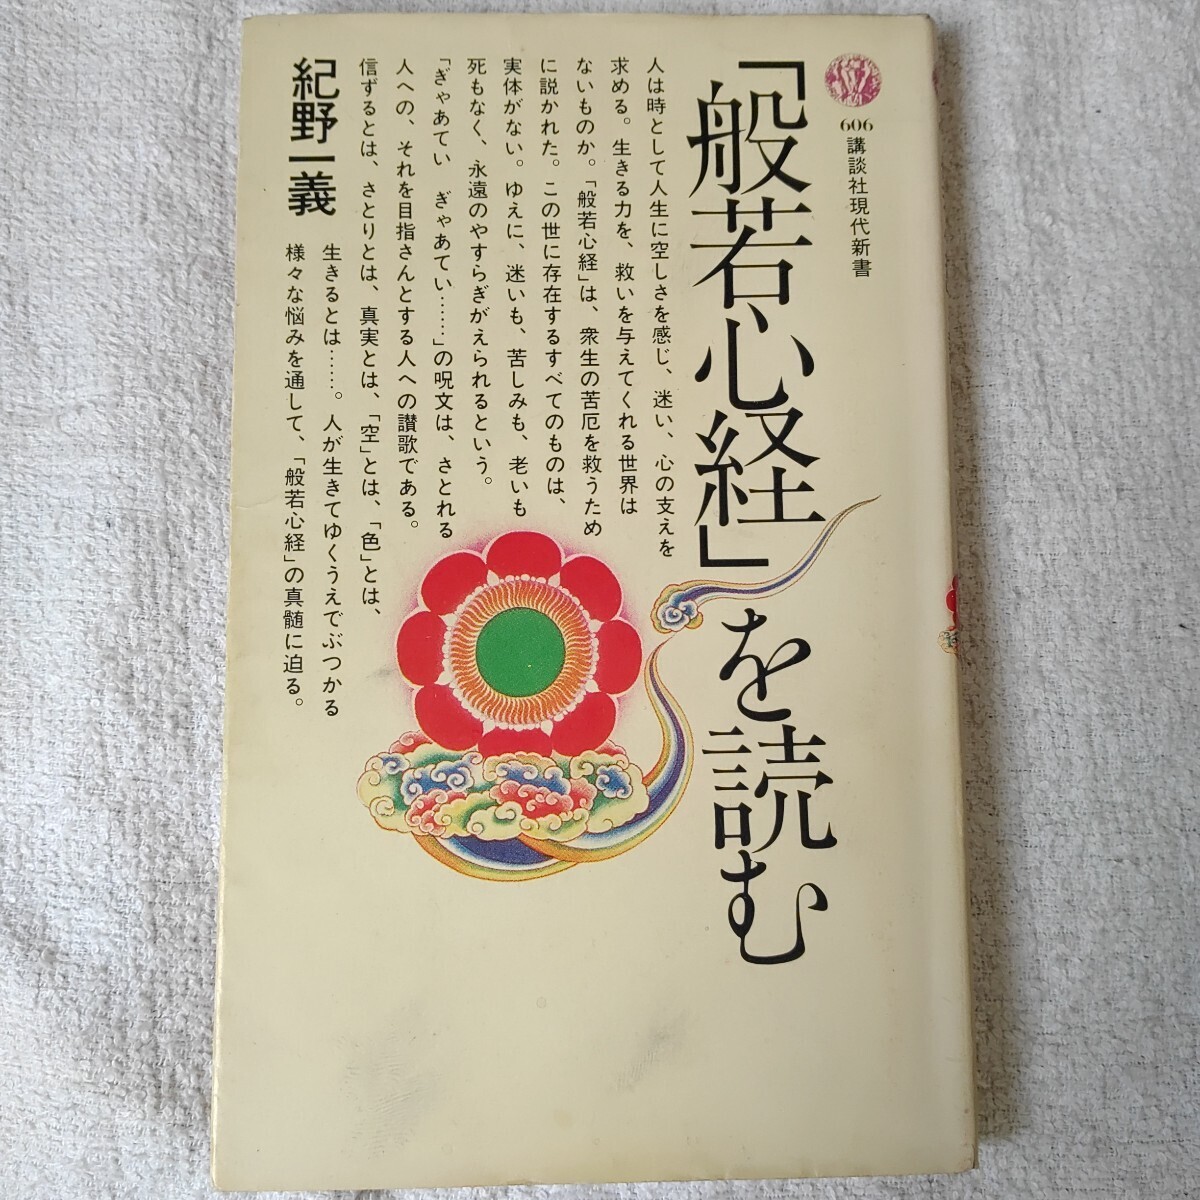 606
講談社現代新書
「般若心経」を読む
人は時として人生に空しさを感じ、迷い、心の支えを
求める。生きる力を、救いを与えてくれる世界は
ないものか。「般若心経」は、衆生の苦厄を救うため
に説かれた。この世に存在するすべてのものは、
実体がない。ゆえに、迷いも、苦しみも、老いも
死もなく、永遠のやすらぎがえられるという。
「ぎゃあてい　ぎゃあてい……」の呪文は、さとれる
人への、それを目指さんとする人への讃歌である。
信ずるとは、さとりとは、真実とは、「空」とは、「色」とは、
生きるとは……。人が生きてゆくうえでぶつかる
様々な悩みを通して、「般若心経」の真髄に迫る。
紀野一義